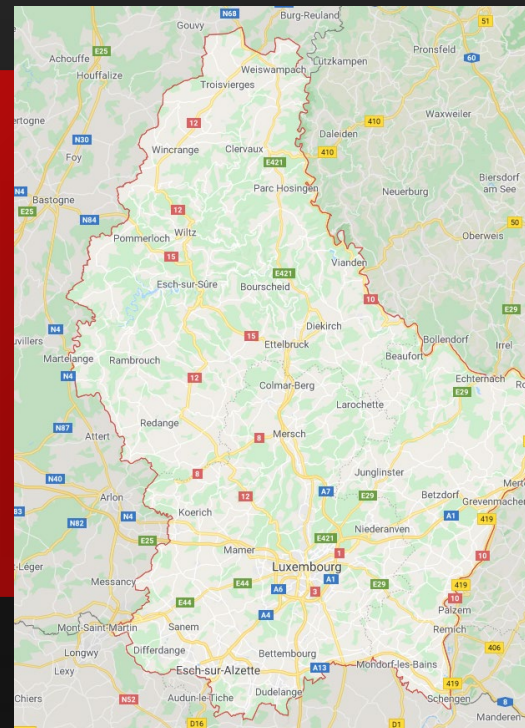 N68
Burg-Reuland
Gouvy
51
E25
Pronsfeld
Achouffe
Lützkampen
60
Weiswampach
Houffalize
Troisvierges
Waxweiler
12
410
Daleiden
N30
Wincrange
Clervaux
410
Foy
E421
Biersdorf
am See
N4
Parc Hosingen
Neuerburg
Bastogne
E25
12
N84
50
Pommerloch
Wiltz
Oberweis
15
Vianden
E421
Esch-sur-Sûre
Bourscheid
10
E29
N4
Diekirch
15
Bollendorf
Ettelbruck
Irrel
Martelange
Rambrouch
Beaufort
N4
12
Colmar-Berg
Echternach
E29
Larochette
Redange
N87
Attert
8
Mersch
8
Junglinster
N40
A7
E29
Betzdorf
Arlon
12
Grevenmacher
N82
N4
Koerich
A1
419
Niederanven
E25
E421
Mamer
1
10
Luxembourg
Messancy
E44
A6
A1
E29
419
3
10
E44
Palzern
A4
Mont-Saint-Martin
Sanem
Remich
Differdange
406
Longwy
Bettembourg
Lexy
Esch-sur-Alzette
A13
Mondorf-les-Bains
419
Dudelange
Chiers
N52
Audun-le-Tiche
Schengen
8
D16
D1